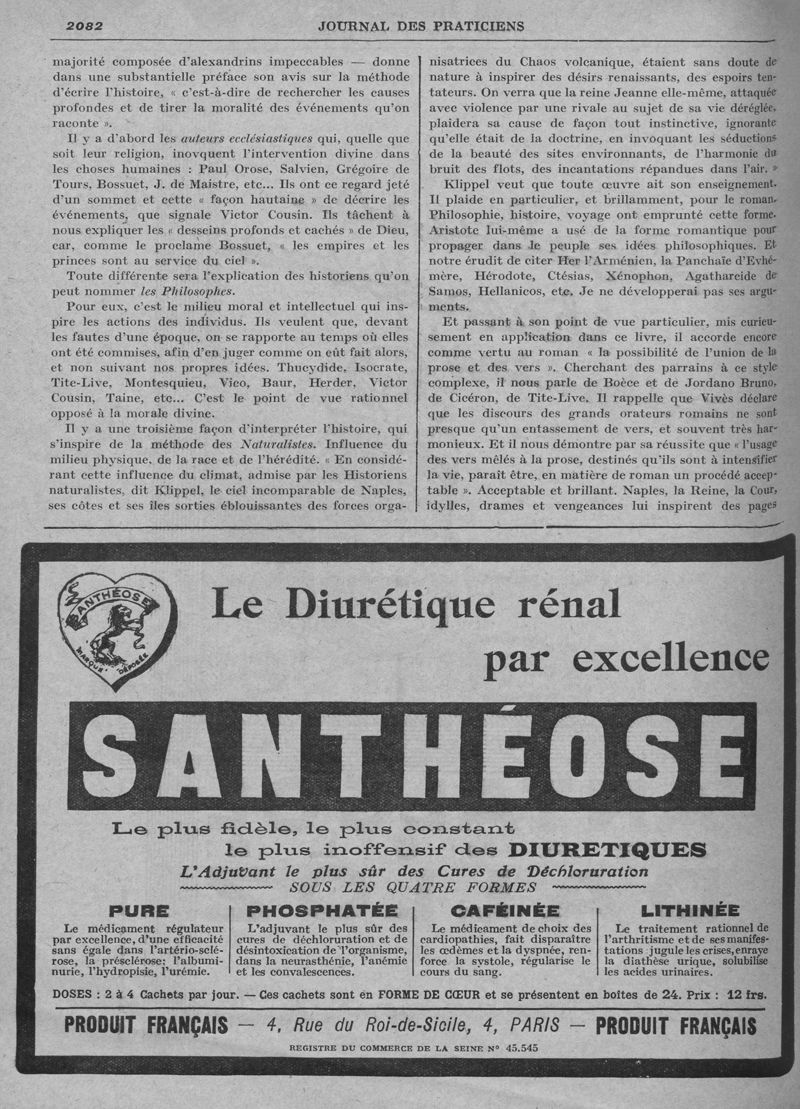 2082
JOURNAL DES PRATICIENS
majorité composée d'alexandrins impeccables — donne
dans une substantielle préface son avis sur la méthode
d'écrire l'histoire, « c'est-à-dire de rechercher les causes
profondes et de tirer la moralité des événements qu'on
raconte ».
Il y a d'abord les auteurs ecclésiastiques qui, quelle que
soit leur religion, inovquent l'intervention divine dans
les choses humaines : Paul Orose, Salvien, Grégoire de
Tours, Bossuet, J. de Maistre, etc... Ils ont ce regard jeté
d'un sommet et cette « façon hautaine » de décrire les
événements, que signale Victor Cousin. Ils tâchent à
nous expliquer les « desseins profonds et cachés » de Dieu,
car, comme le proclame Bossuet, « les empires et les
princes sont au service du ciel ».
Toute différente sera l'explication des historiens qu'on
peut nommer les Philosophes.
Pour eux, c'est le milieu moral et intellectuel qui ins-
pire les actions des individus. Ils veulent que, devant
les fautes d'une époque, on se rapporte au temps où elles
ont été commises, afin d'en juger comme on eût fait alors,
et non suivant nos propres idées. Thucydide, Isocrate,
Tite-Live, Montesquieu, Vico, Baur, Herder, Victor
Cousin, Taine, etc... C'est le point de vue rationnel
opposé à la morale divine.
Il y a une troisième façon d'interpréter l'histoire, qui
s'inspire de la méthode des Naturalistes. Influence du
milieu physique, de la race et de l'hérédité. « En considé-
rant cette influence du climat, admise par les Historiens
naturalistes, dit Klippel, le ciel incomparable de Naples,
ses côtes et ses îles sorties éblouissantes des forces orga-
nisatrices du Chaos volcanique, étaient sans doute de
nature à inspirer des désirs renaissants, des espoirs ten-
tateurs. On verra que la reine Jeanne elle-même, attaquée
avec violence par une rivale au sujet de sa vie déréglée,
plaidera sa cause de façon tout instinctive, ignorante
qu'elle était de la doctrine, en invoquant les séductions
de la beauté des sites environnants, de l'harmonie du
bruit des flots, des incantations répandues dans l'air. »
Klippel veut que toute œuvre ait son enseignement.
Il plaide en particulier, et brillamment, pour le roman.
Philosophie, histoire, voyage ont emprunté cette forme.
Aristote lui-même a usé de la forme romantique pour
propager dans le peuple ses idées philosophiques. Et
notre érudit de citer Her l'Arménien, la Panchaïe d'Evhé-
mère, Hérodote, Ctésias, Xénophon, Agatharcide de
Samos, Hellanicos, etc. Je ne développerai pas ses argu-
ments.
Et passant à son point de vue particulier, mis curieu-
sement en application dans ce livre, il accorde encore
comme vertu au roman « la possibilité de l'union de la
prose et des vers ». Cherchant des parrains à ce style
complexe, il nous parle de Boèce et de Jordano Bruno,
de Cicéron, de Tite-Live. Il rappelle que Vivès déclare
que les discours des grands orateurs romains ne sont
presque qu'un entassement de vers, et souvent très har-
monieux. Et il nous démontre par sa réussite que « l'usage
des vers mêlés à la prose, destinés qu'ils sont à intensifier
la vie, paraît être, en matière de roman un procédé accep-
table ». Acceptable et brillant. Naples, la Reine, la Cour,
idylles, drames et vengeances lui inspirent des pages
SANTHÉOSE
MARQUE DÉPOSÉE
Le Diurétique rénal
par excellence
SANTHÉOSE
Le plus fidèle, le plus constant
le plus inoffensif des DIURETIQUES
L'Adjuvant le plus sûr des Cures de Déchloruration
SOUS LES QUATRE FORMES
PURE
Le médicament régulateur
par excellence, d'une efficacité
sans égale dans l'artério-sclé-
rose, la présclérose; l'albumi-
nurie, l'hydropisie, l'urémie.
PHOSPHATÉE
L'adjuvant le plus sûr des
cures de déchloruration et de
désintoxication de l'organisme,
dans la neurasthénie, l'anémie
et les convalescences.
CAFÉINÉE
Le médicament de choix des
cardiopathies, fait disparaître
les œdèmes et la dyspnée, ren-
force la systole, régularise le
cours du sang.
LITHINÉE
Le traitement rationnel de
l'arthritisme et de ses manifes-
tations jugule les crises, enraye
la diathèse urique, solubilise
les acides urinaires.
DOSES : 2 à 4 Cachets par jour. — Ces cachets sont en FORME DE CŒUR et se présentent en boîtes de 24. Prix : 12 frs.
PRODUIT FRANÇAIS — 4, Rue du Roi-de-Sicile, 4, PARIS — PRODUIT FRANÇAIS
REGISTRE DU COMMERCE DE LA SEINE N° 45.545